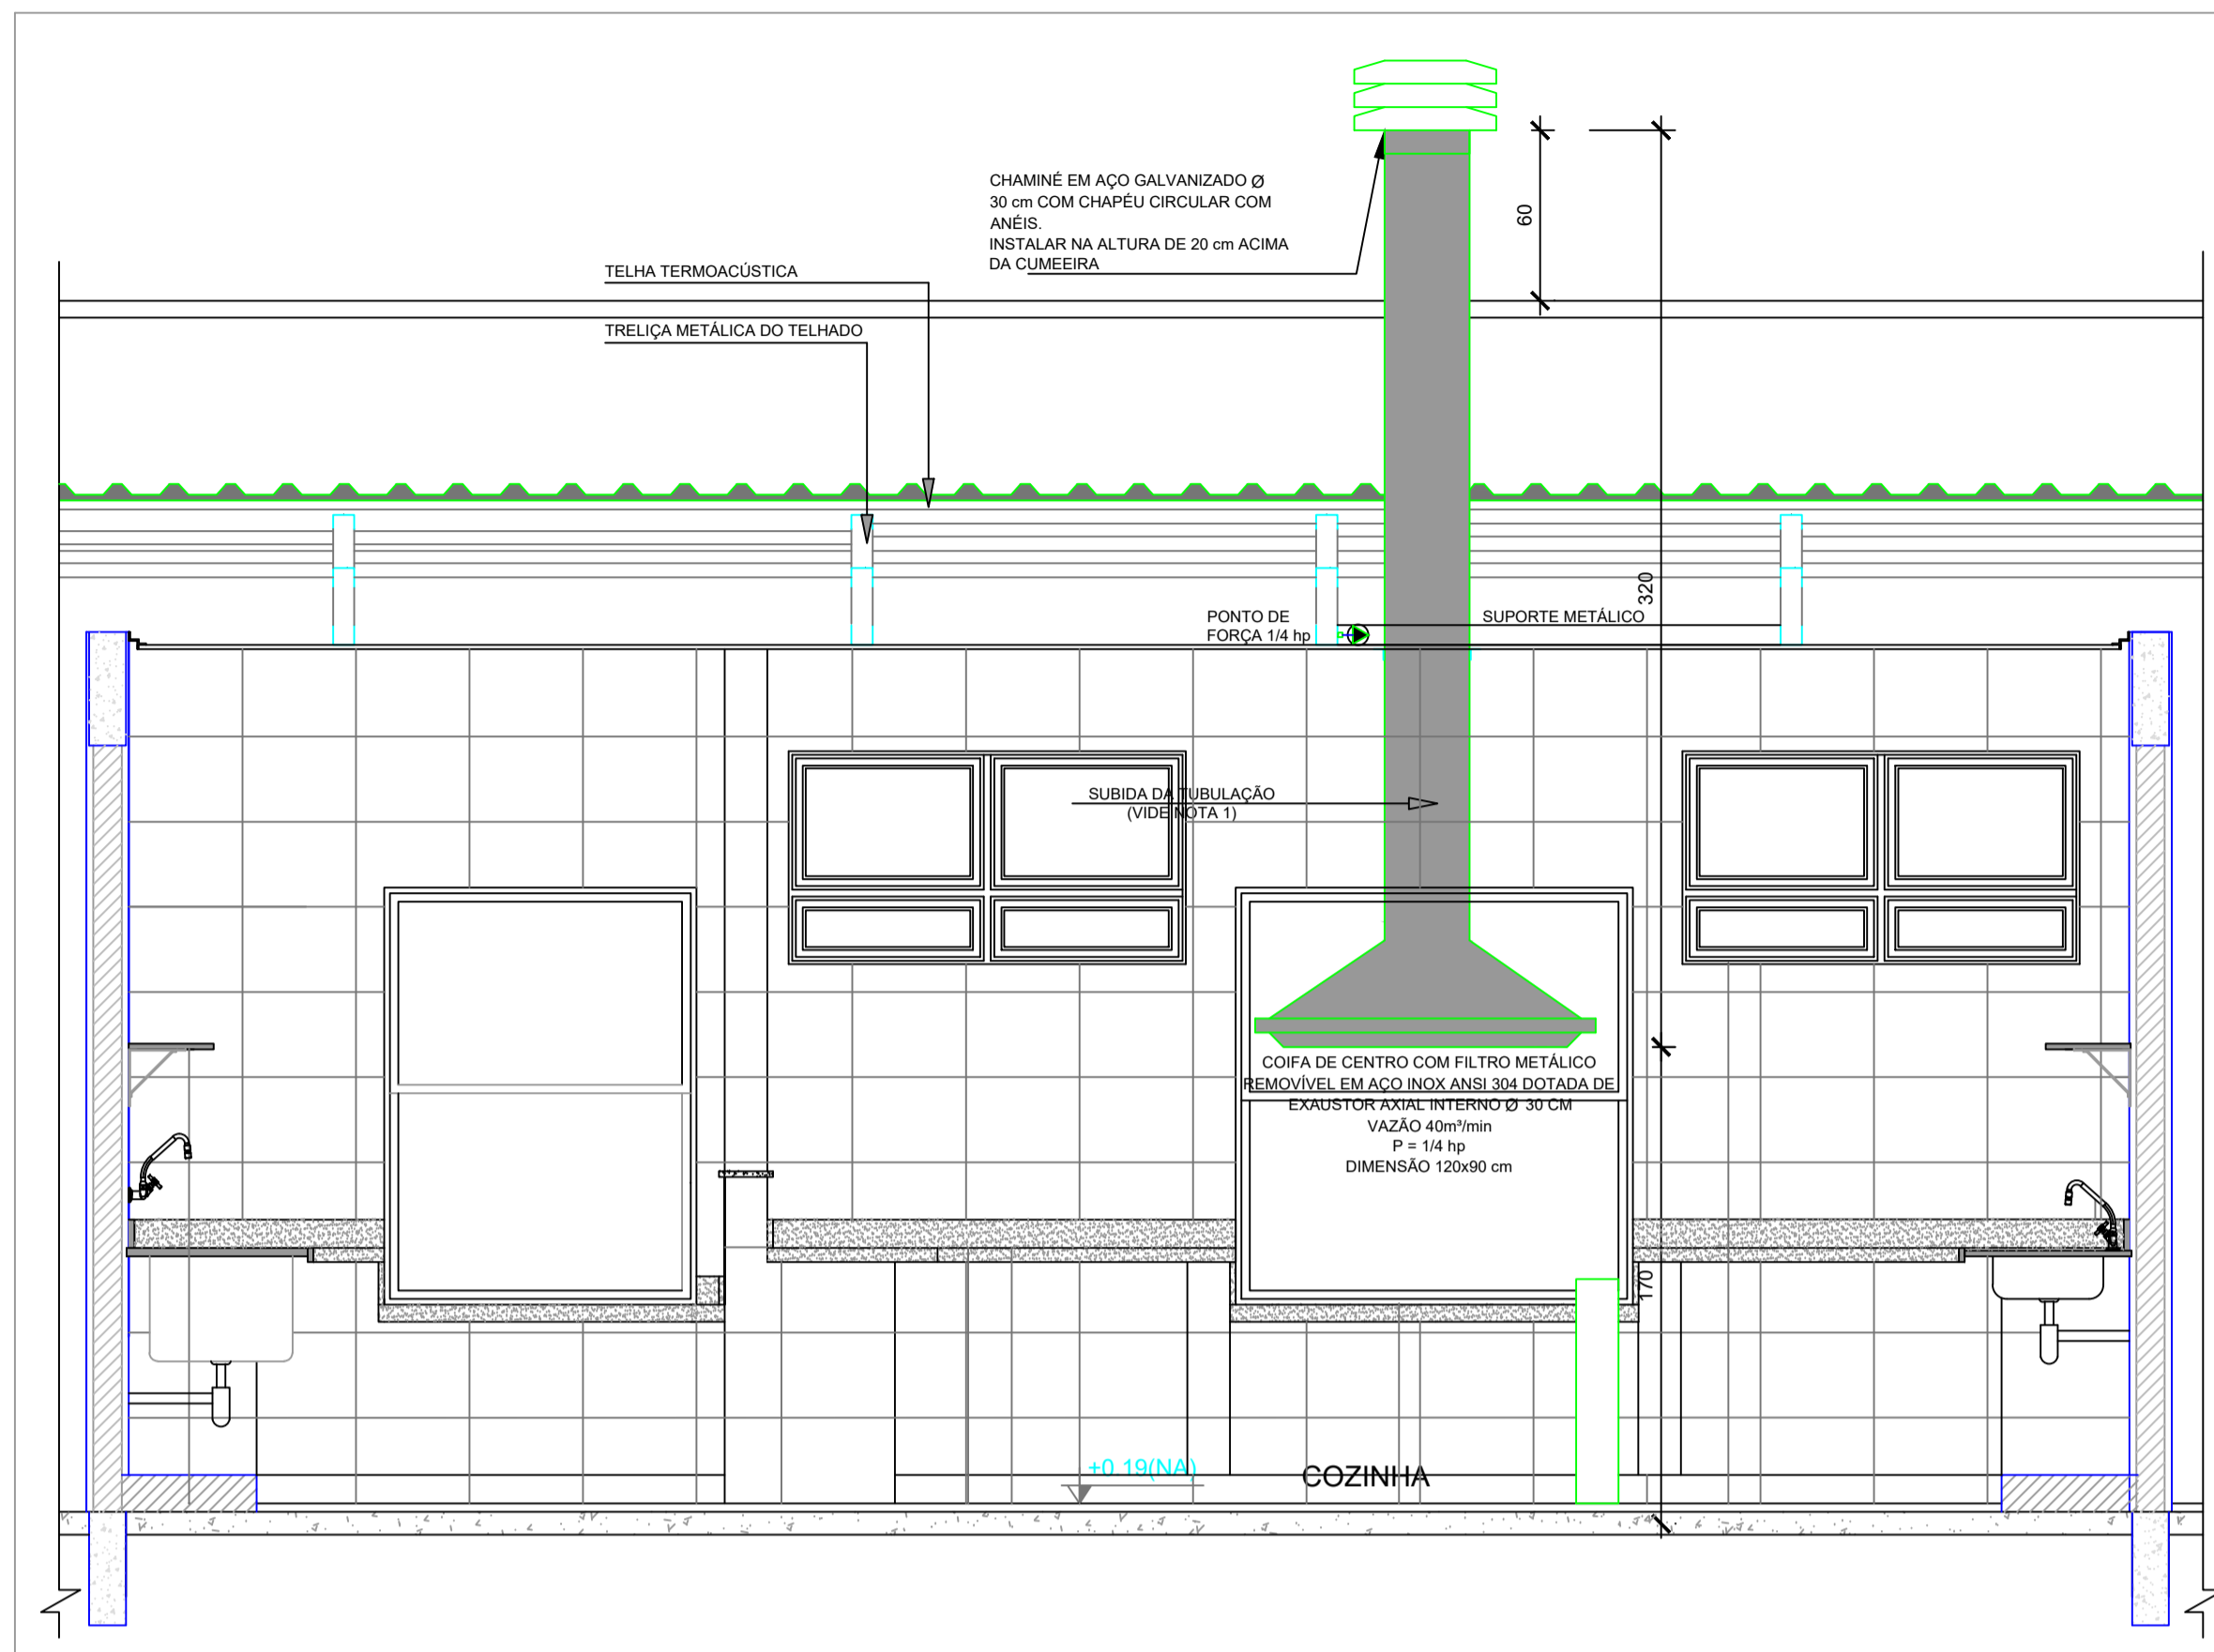 CHAMINÉ EM AÇO GALVANIZADO Ø
30 cm COM CHAPÉU CIRCULAR COM
ANÉIS.
INSTALAR NA ALTURA DE 20 cm ACIMA
DA CUMEEIRA
60
TELHA TERMOACÚSTICA
TRELIÇA METÁLICA DO TELHADO
320
PONTO DE
FORÇA 1/4 hp
SUPORTE METÁLICO
SUBIDA DA TUBULAÇÃO
(VIDE NOTA 1)
COIFA DE CENTRO COM FILTRO METÁLICO
REMOVÍVEL EM AÇO INOX ANSI 304 DOTADA DE
EXAUSTOR AXIAL INTERNO Ø 30 CM
VAZÃO 40m³/min
P = 1/4 hp
DIMENSÃO 120x90 cm
170
+0.19(NA)
COZINHA